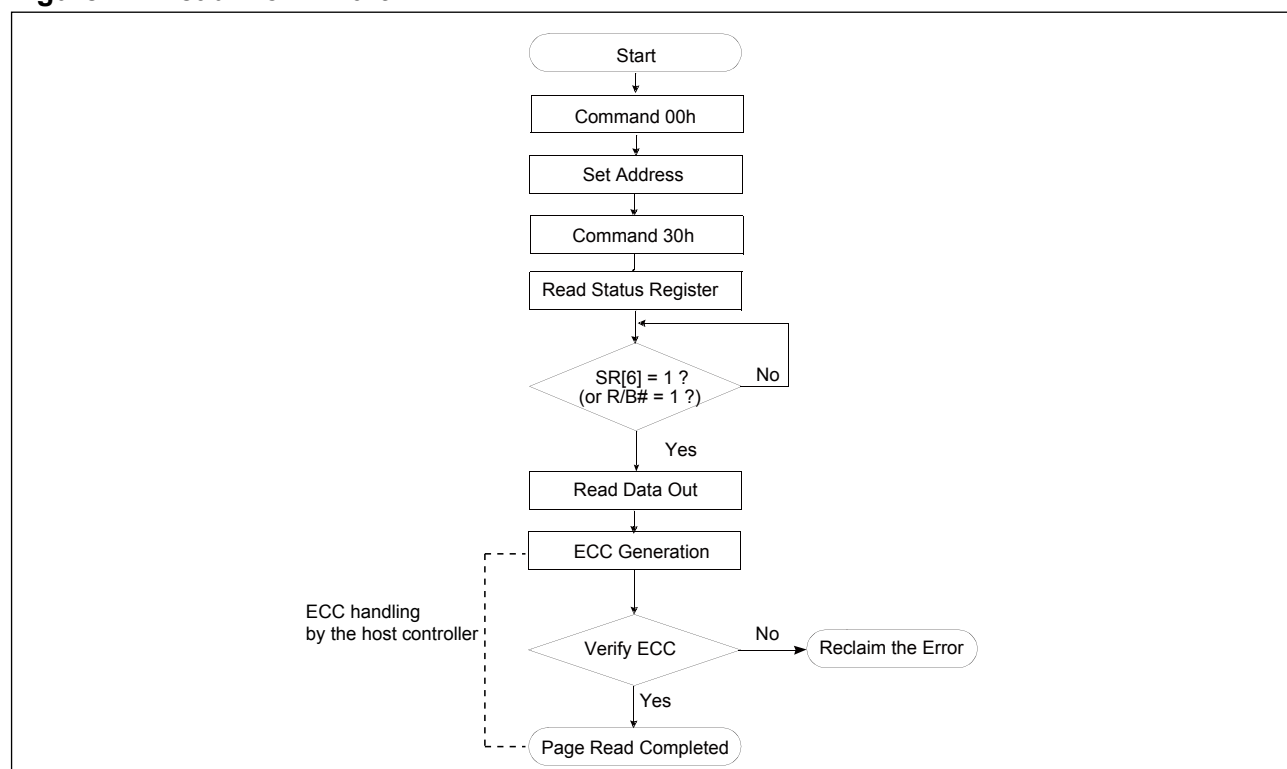 Start
Command 00h
Set Address
Command 30h
Read Status Register
SR[6] = 1 ?
(or R/B# = 1 ?)
No
Yes
Read Data Out
ECC Generation
ECC handling
by the host controller
Verify ECC
No
Reclaim the Error
Yes
Page Read Completed